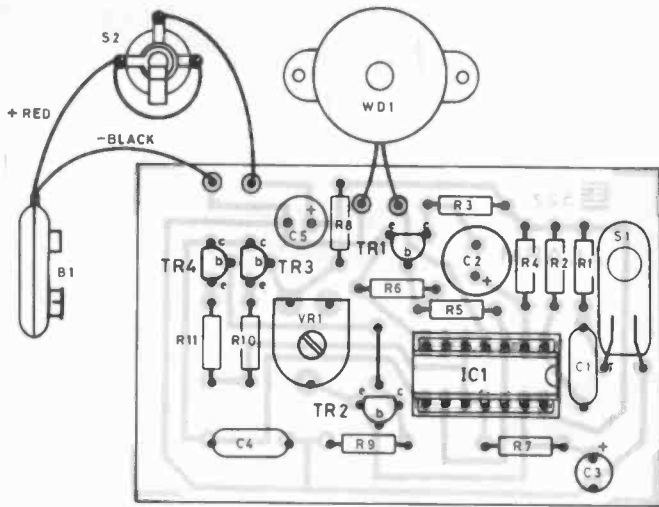 S2
WD1
+ RED
-BLACK
B1
R3
S1
+
C5
R8
TR1
e
c
b
C2
+
R4
R2
R1
TR4
c
b
e
c
b
e
TR3
R6
R5
VR1
R11
R10
IC1
C1
TR2
e
c
b
C4
R9
R7
+
C3